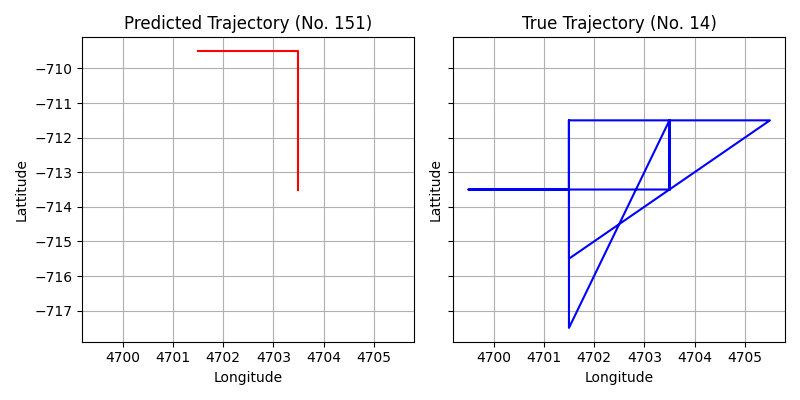 Predicted Trajectory (No. 151)
−710
−711
−712
−713
−714
−715
−716
−717
Lattitude
4700 4701 4702 4703 4704 4705
Longitude
True Trajectory (No. 14)
Lattitude
4700 4701 4702 4703 4704 4705
Longitude